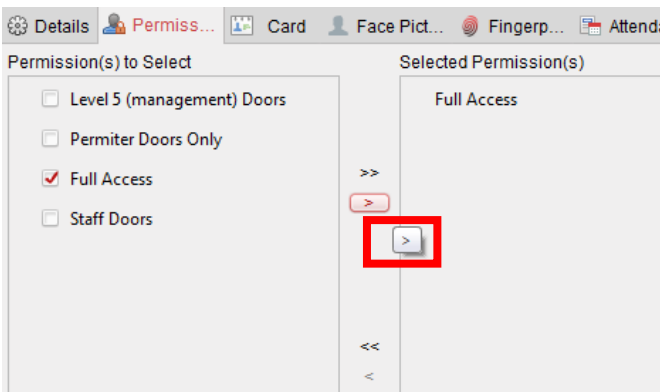 Details Permiss... Card Face Pict... Fingerp... Attenda
Permission(s) to Select Selected Permission(s)
Level 5 (management) Doors Full Access
Permiter Doors Only
>>
Full Access
>
Staff Doors
>
<<
<